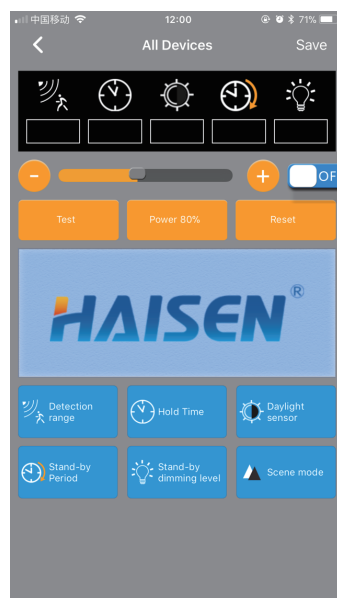 中国移动 12:00 71%
All Devices Save
- + OF
Test Power 80% Reset
HAISEN®
Detection range
Hold Time
Daylight sensor
Stand-by Period
Stand-by dimming level
Scene mode